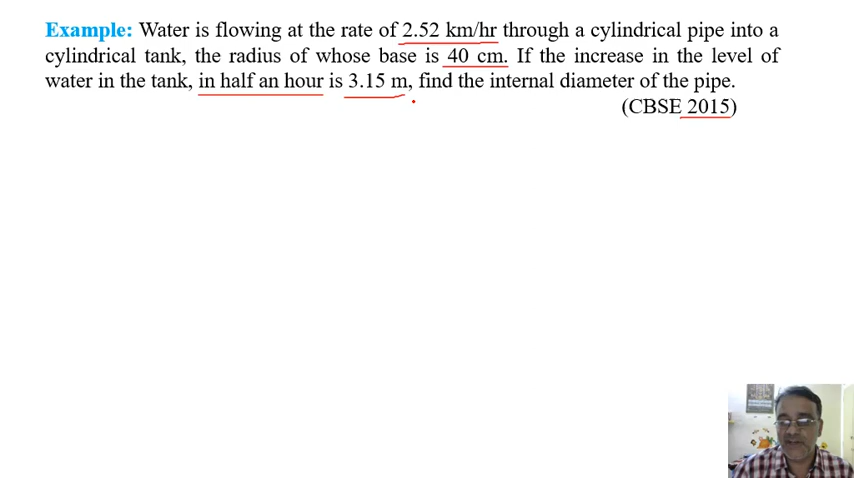 Example: Water is flowing at the rate of 2.52 km/hr through a cylindrical pipe into a
cylindrical tank, the radius of whose base is 40 cm. If the increase in the level of
water in the tank, in half an hour is 3.15 m, find the internal diameter of the pipe.
(CBSE 2015)